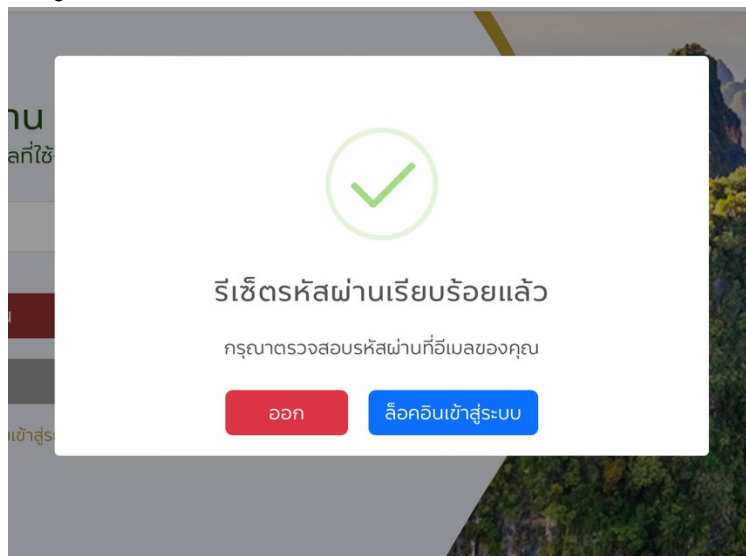 รีเซ็ตรหัสผ่านเรียบร้อยแล้ว
กรุณาตรวจสอบรหัสผ่านที่อีเมลของคุณ
ออก
ล็อคอินเข้าสู่ระบบ